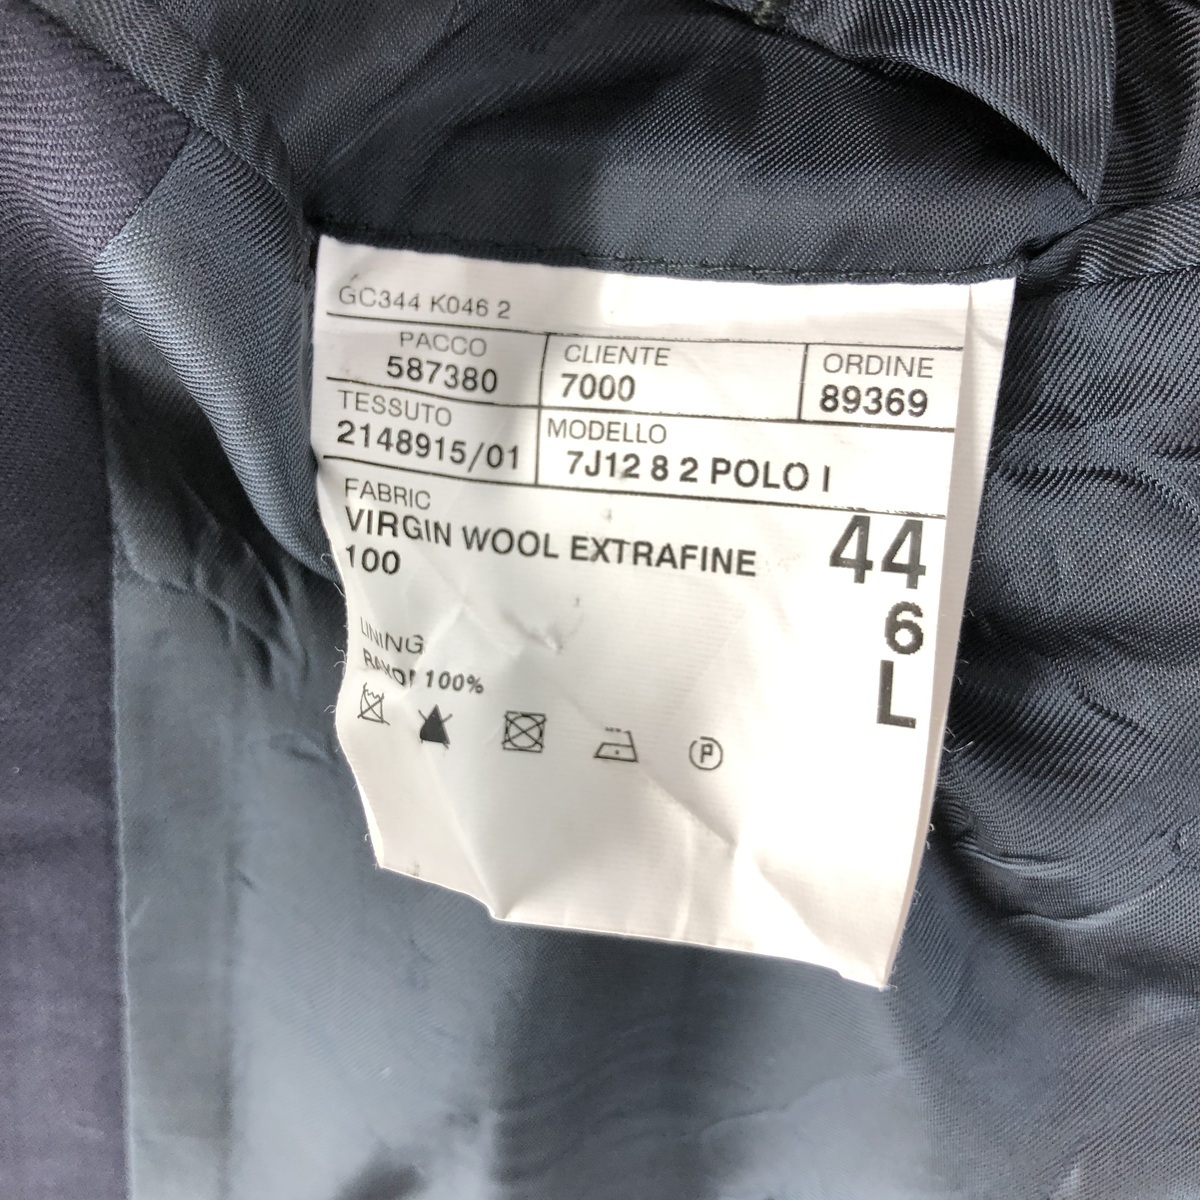 GC344 K046 2
PACCO CLIENTE ORDINE
587380 7000 89369
TESSUTO MODELLO
2148915/01 7J12 8 2 POLO I
FABRIC
VIRGIN WOOL EXTRAFINE
100
44
6
L
LINING
RAYON 100%
P